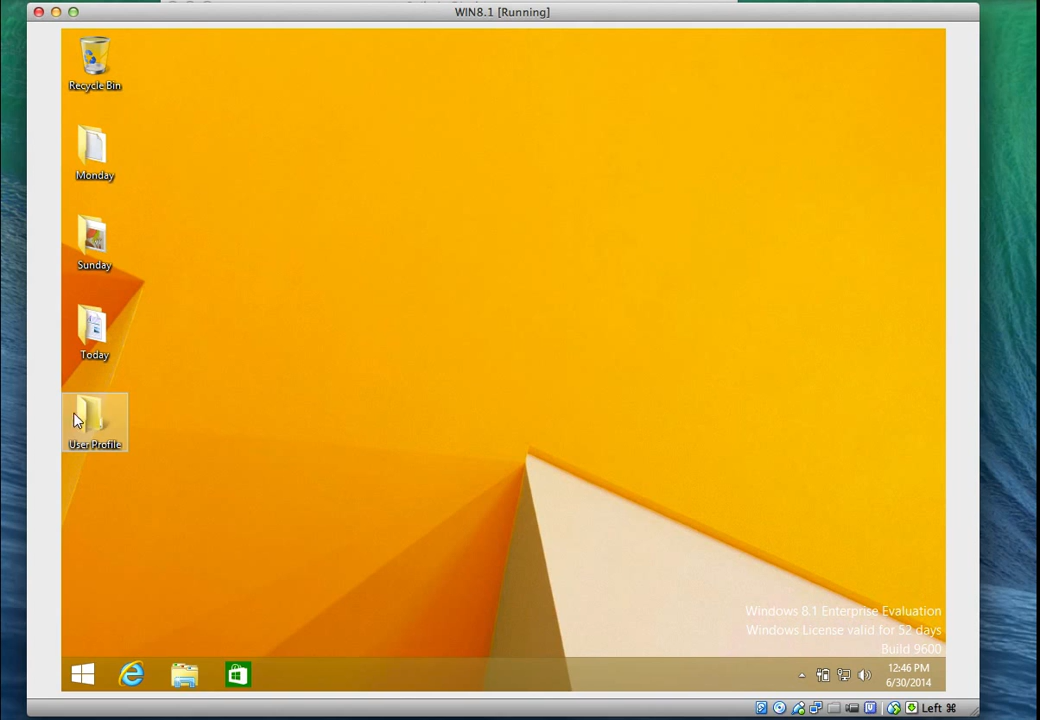 WIN8.1 [Running]
Recycle Bin
Monday
Sunday
Today
User Profile
Windows 8.1 Enterprise Evaluation
Windows License valid for 52 days
Build 9600
12:46 PM
6/30/2014
Left ⌘